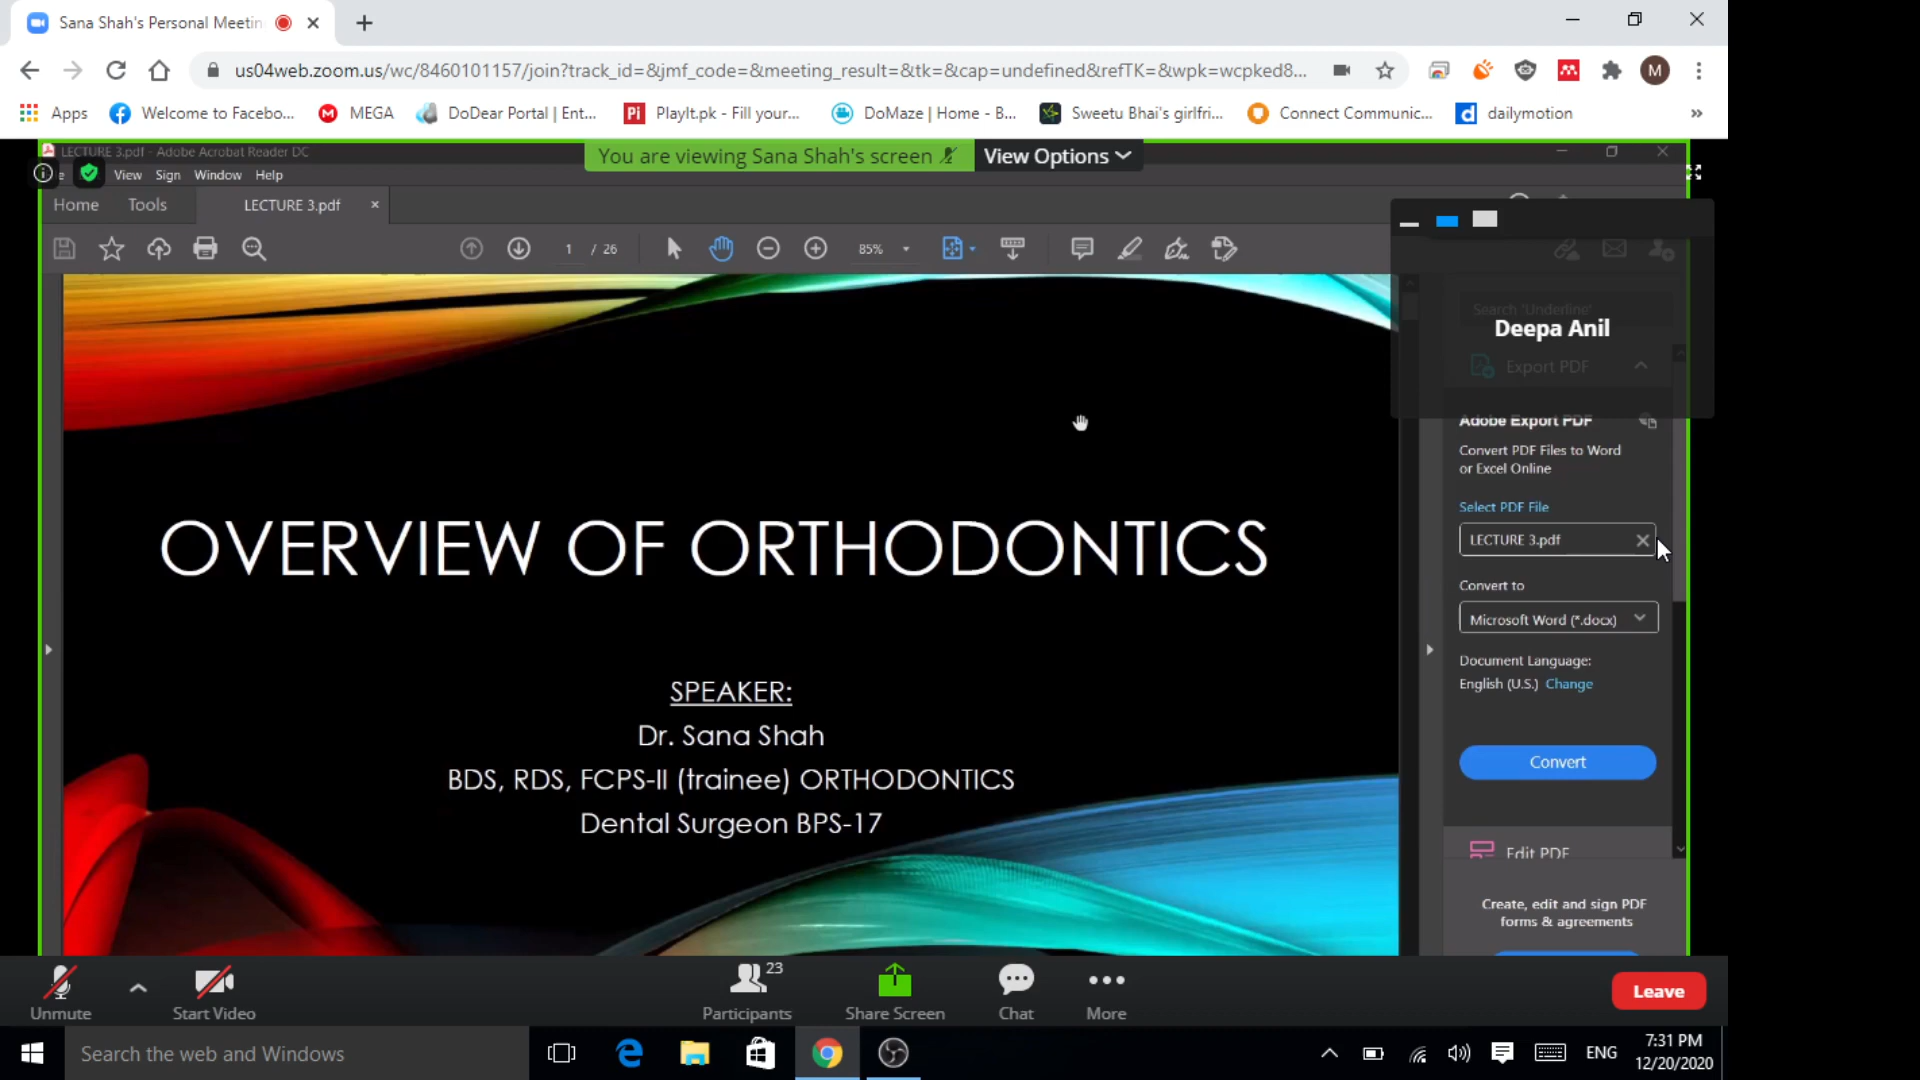 Sana Shah's Personal Meetin
us04web.zoom.us/wc/8460101157/join?track_id=&jmf_code=&meeting_result=&tk=&cap=undefined&refTK=&wpk=wcpked8...
M
Apps
Welcome to Facebo...
MEGA
DoDear Portal | Ent...
PlayIt.pk - Fill your...
DoMaze | Home - B...
Sweetu Bhai's girlfri...
Connect Communic...
dailymotion
LECTURE 3.pdf - Adobe Acrobat Reader DC
You are viewing Sana Shah's screen
View Options
View Sign Window Help
Home
Tools
LECTURE 3.pdf
1 / 26
85%
Search 'Underline'
Deepa Anil
Export PDF
Adobe Export PDF
Convert PDF Files to Word
or Excel Online
Select PDF File
LECTURE 3.pdf
Convert to
Microsoft Word (*.docx)
Document Language:
English (U.S.) Change
Convert
Edit PDF
Create, edit and sign PDF
forms & agreements
OVERVIEW OF ORTHODONTICS
SPEAKER:
Dr. Sana Shah
BDS, RDS, FCPS-II (trainee) ORTHODONTICS
Dental Surgeon BPS-17
Unmute
Start Video
23
Participants
Share Screen
Chat
More
Leave
Search the web and Windows
ENG
7:31 PM
12/20/2020